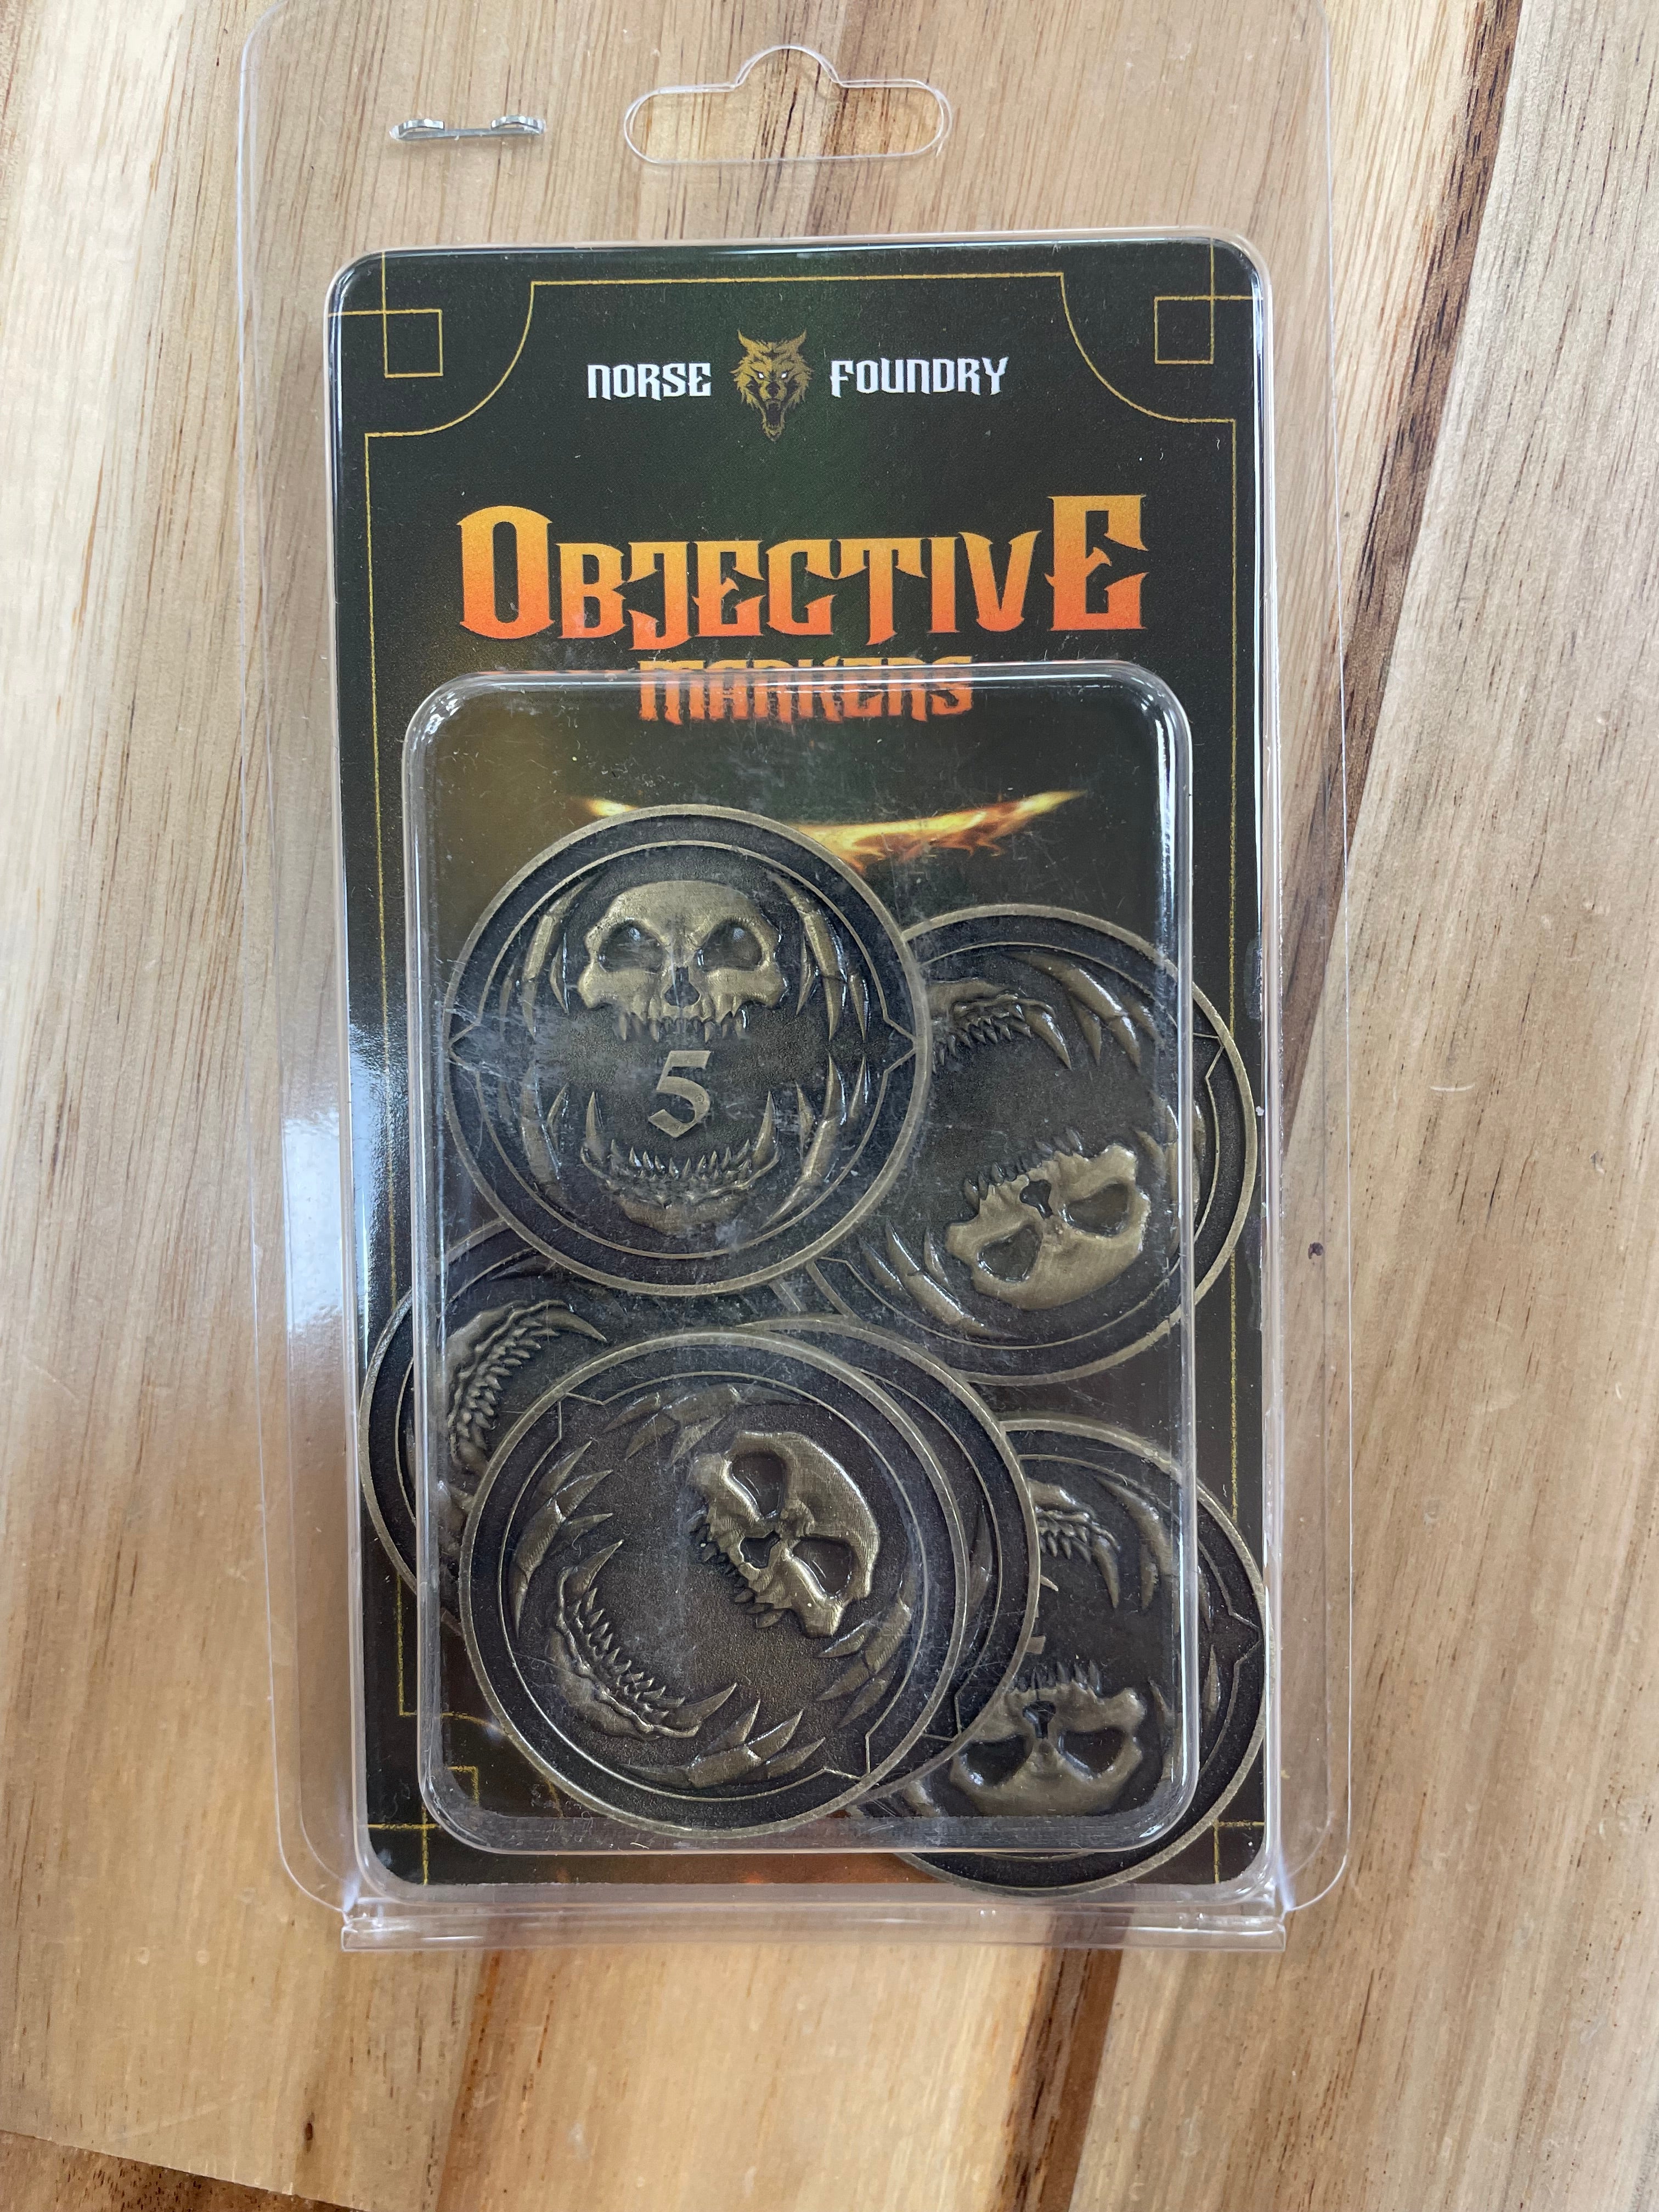 NORSE FOUNDRY
OBJECTIVE
MARKERS
5